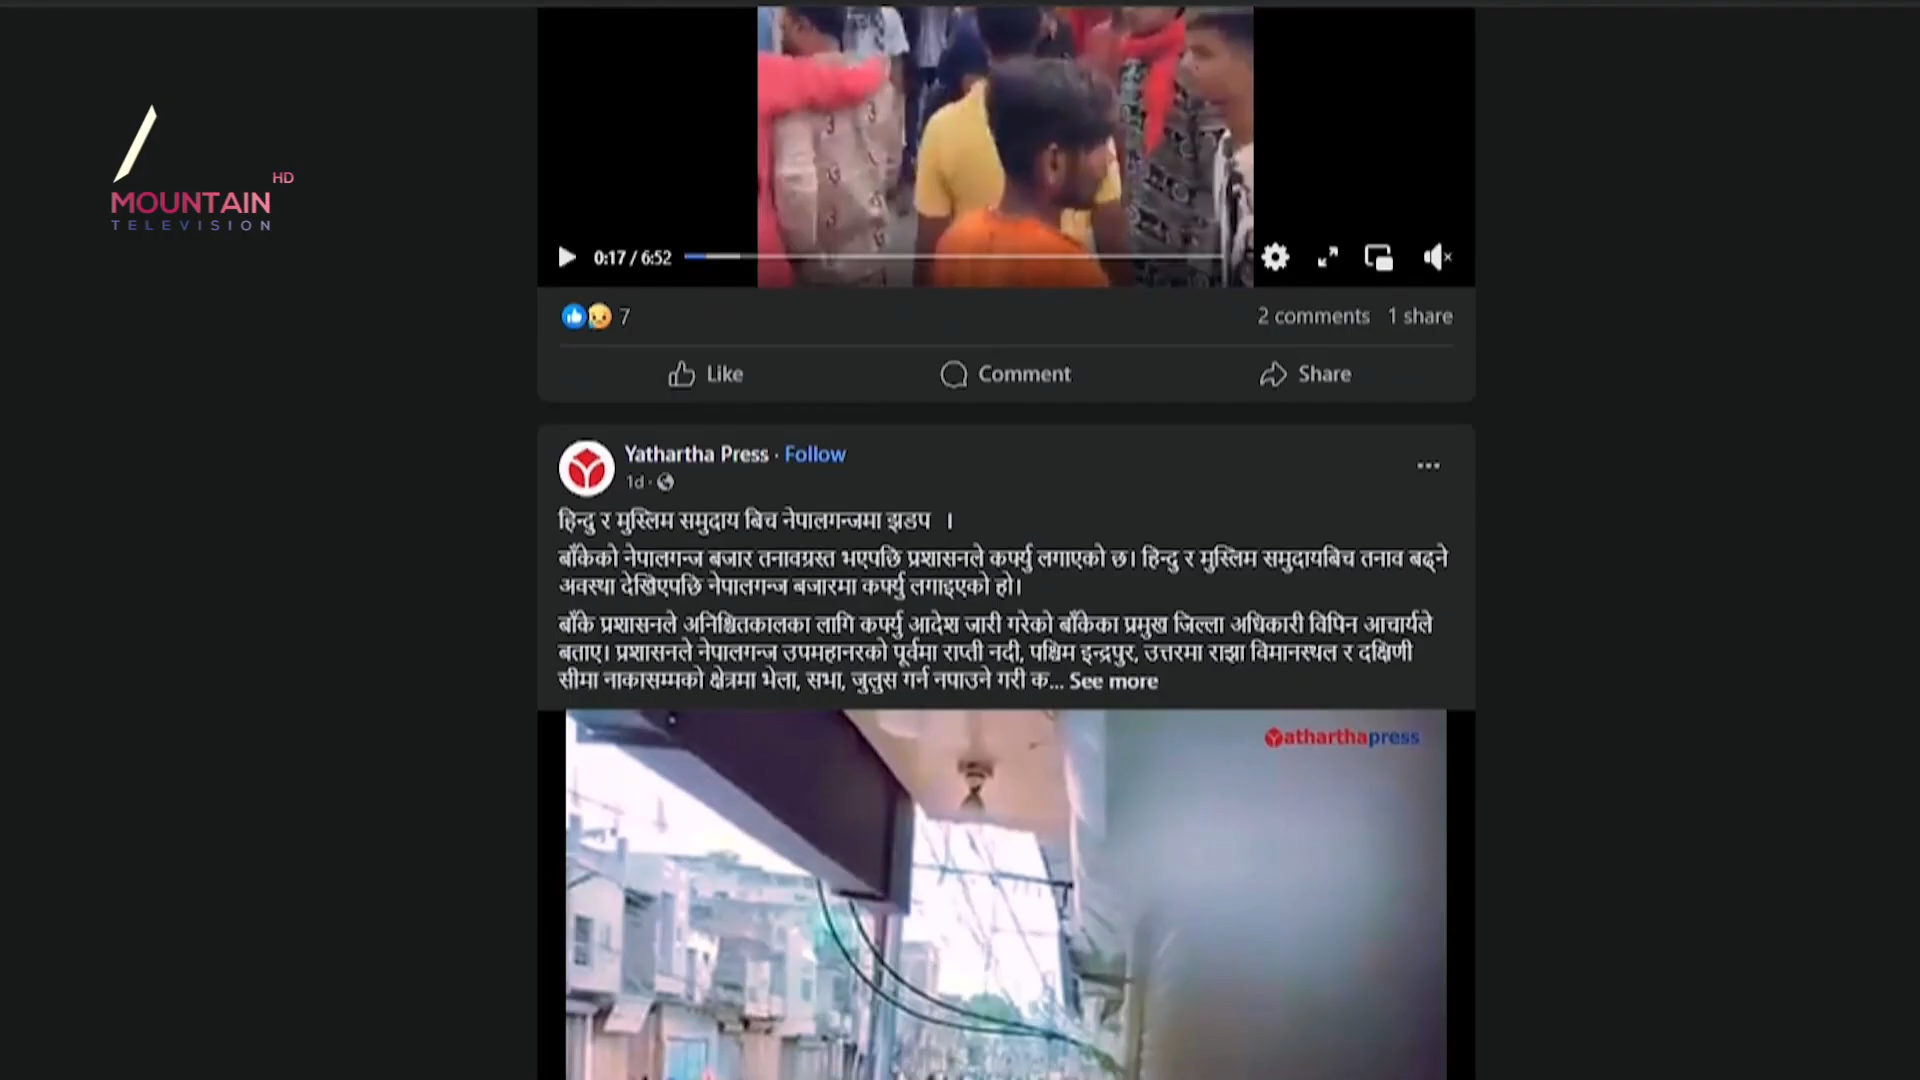 HD
MOUNTAIN
TELEVISION
0:17 / 6:52
7
2 comments 1 share
Like Comment Share
Yathartha Press · Follow
1d ·
हिन्दु र मुस्लिम समुदाय बिच नेपालगन्जमा झडप ।
बाँकेको नेपालगन्ज बजार तनावग्रस्त भएपछि प्रशासनले कर्फ्यु लगाएको छ। हिन्दु र मुस्लिम समुदायबिच तनाव बढ्ने
अवस्था देखिएपछि नेपालगन्ज बजारमा कर्फ्यु लगाइएको हो।
बाँके प्रशासनले अनिश्चितकालका लागि कर्फ्यु आदेश जारी गरेको बाँकेका प्रमुख जिल्ला अधिकारी विपिन आचार्यले
बताए। प्रशासनले नेपालगन्ज उपमहानरको पूर्वमा राप्ती नदी, पश्चिम इन्द्रपुर, उत्तरमा राझा विमानस्थल र दक्षिणी
सीमा नाकासम्मको क्षेत्रमा भेला, सभा, जुलुस गर्न नपाउने गरी क... See more
Yatharthapress